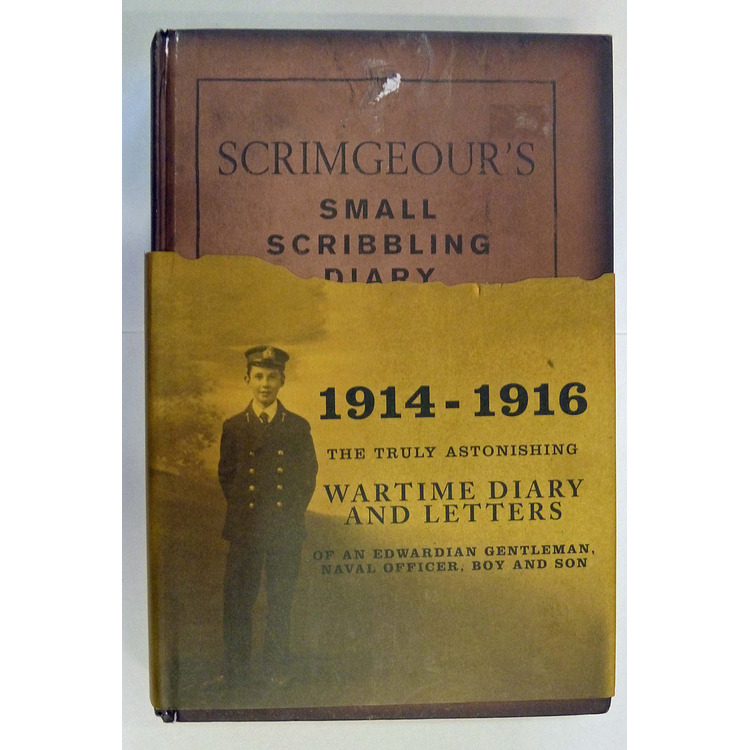 SCRIMGEOUR'S
SMALL
SCRIBBLING
DIARY
1914-1916
THE TRULY ASTONISHING
WARTIME DIARY
AND LETTERS
OF AN EDWARDIAN GENTLEMAN,
NAVAL OFFICER, BOY AND SON